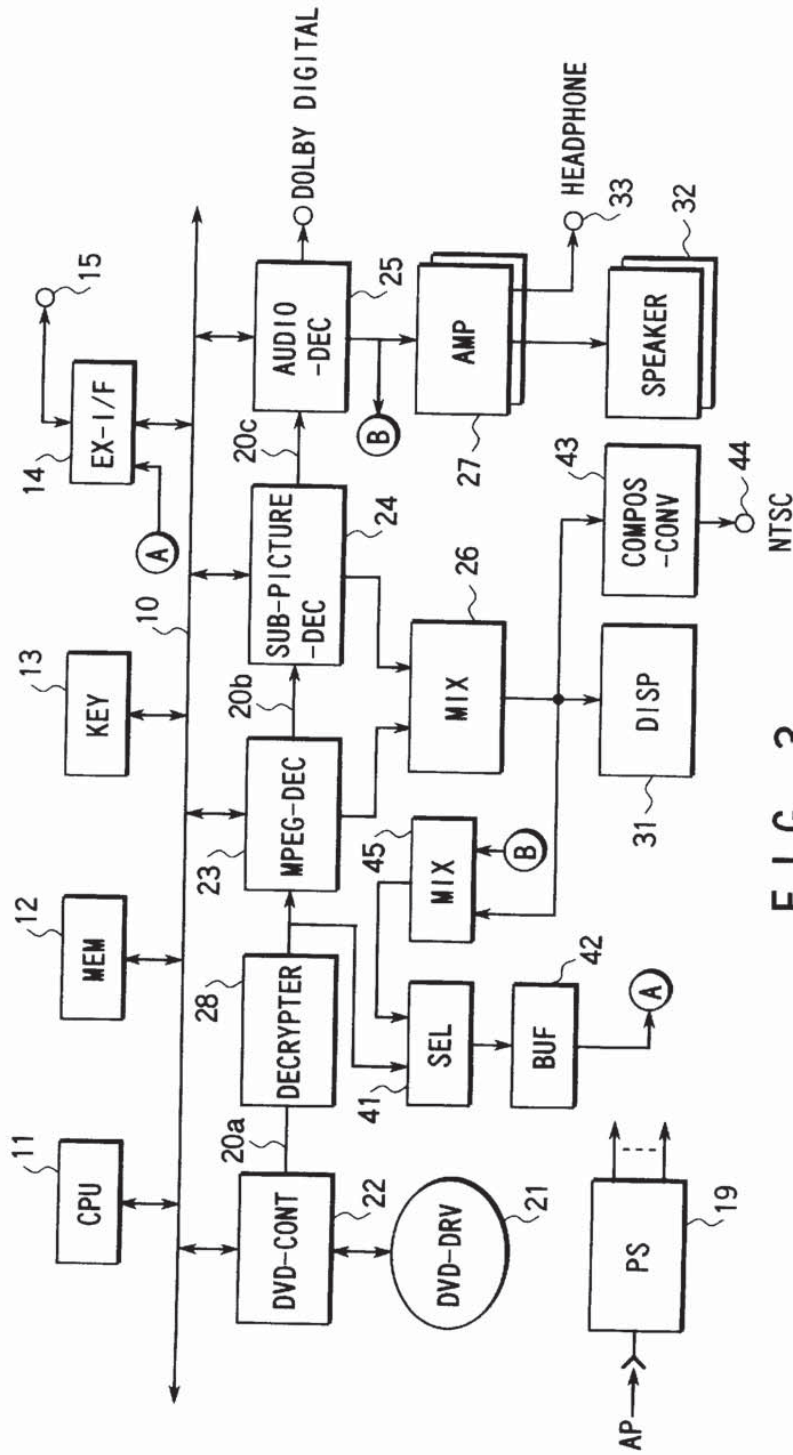 11
CPU
12
MEM
13
KEY
14
EX-I/F
15
A
10
DVD-CONT
22
20a
28
DECRYPTER
23
MPEG-DEC
20b
SUB-PICTURE
-DEC
24
20c
AUDIO
-DEC
25
DOLBY DIGITAL
DVD-DRV
21
41
SEL
45
MIX
B
MIX
26
B
AMP
27
HEADPHONE
33
BUF
42
A
31
DISP
43
COMPOS
-CONV
44
NTSC
SPEAKER
32
AP
PS
19